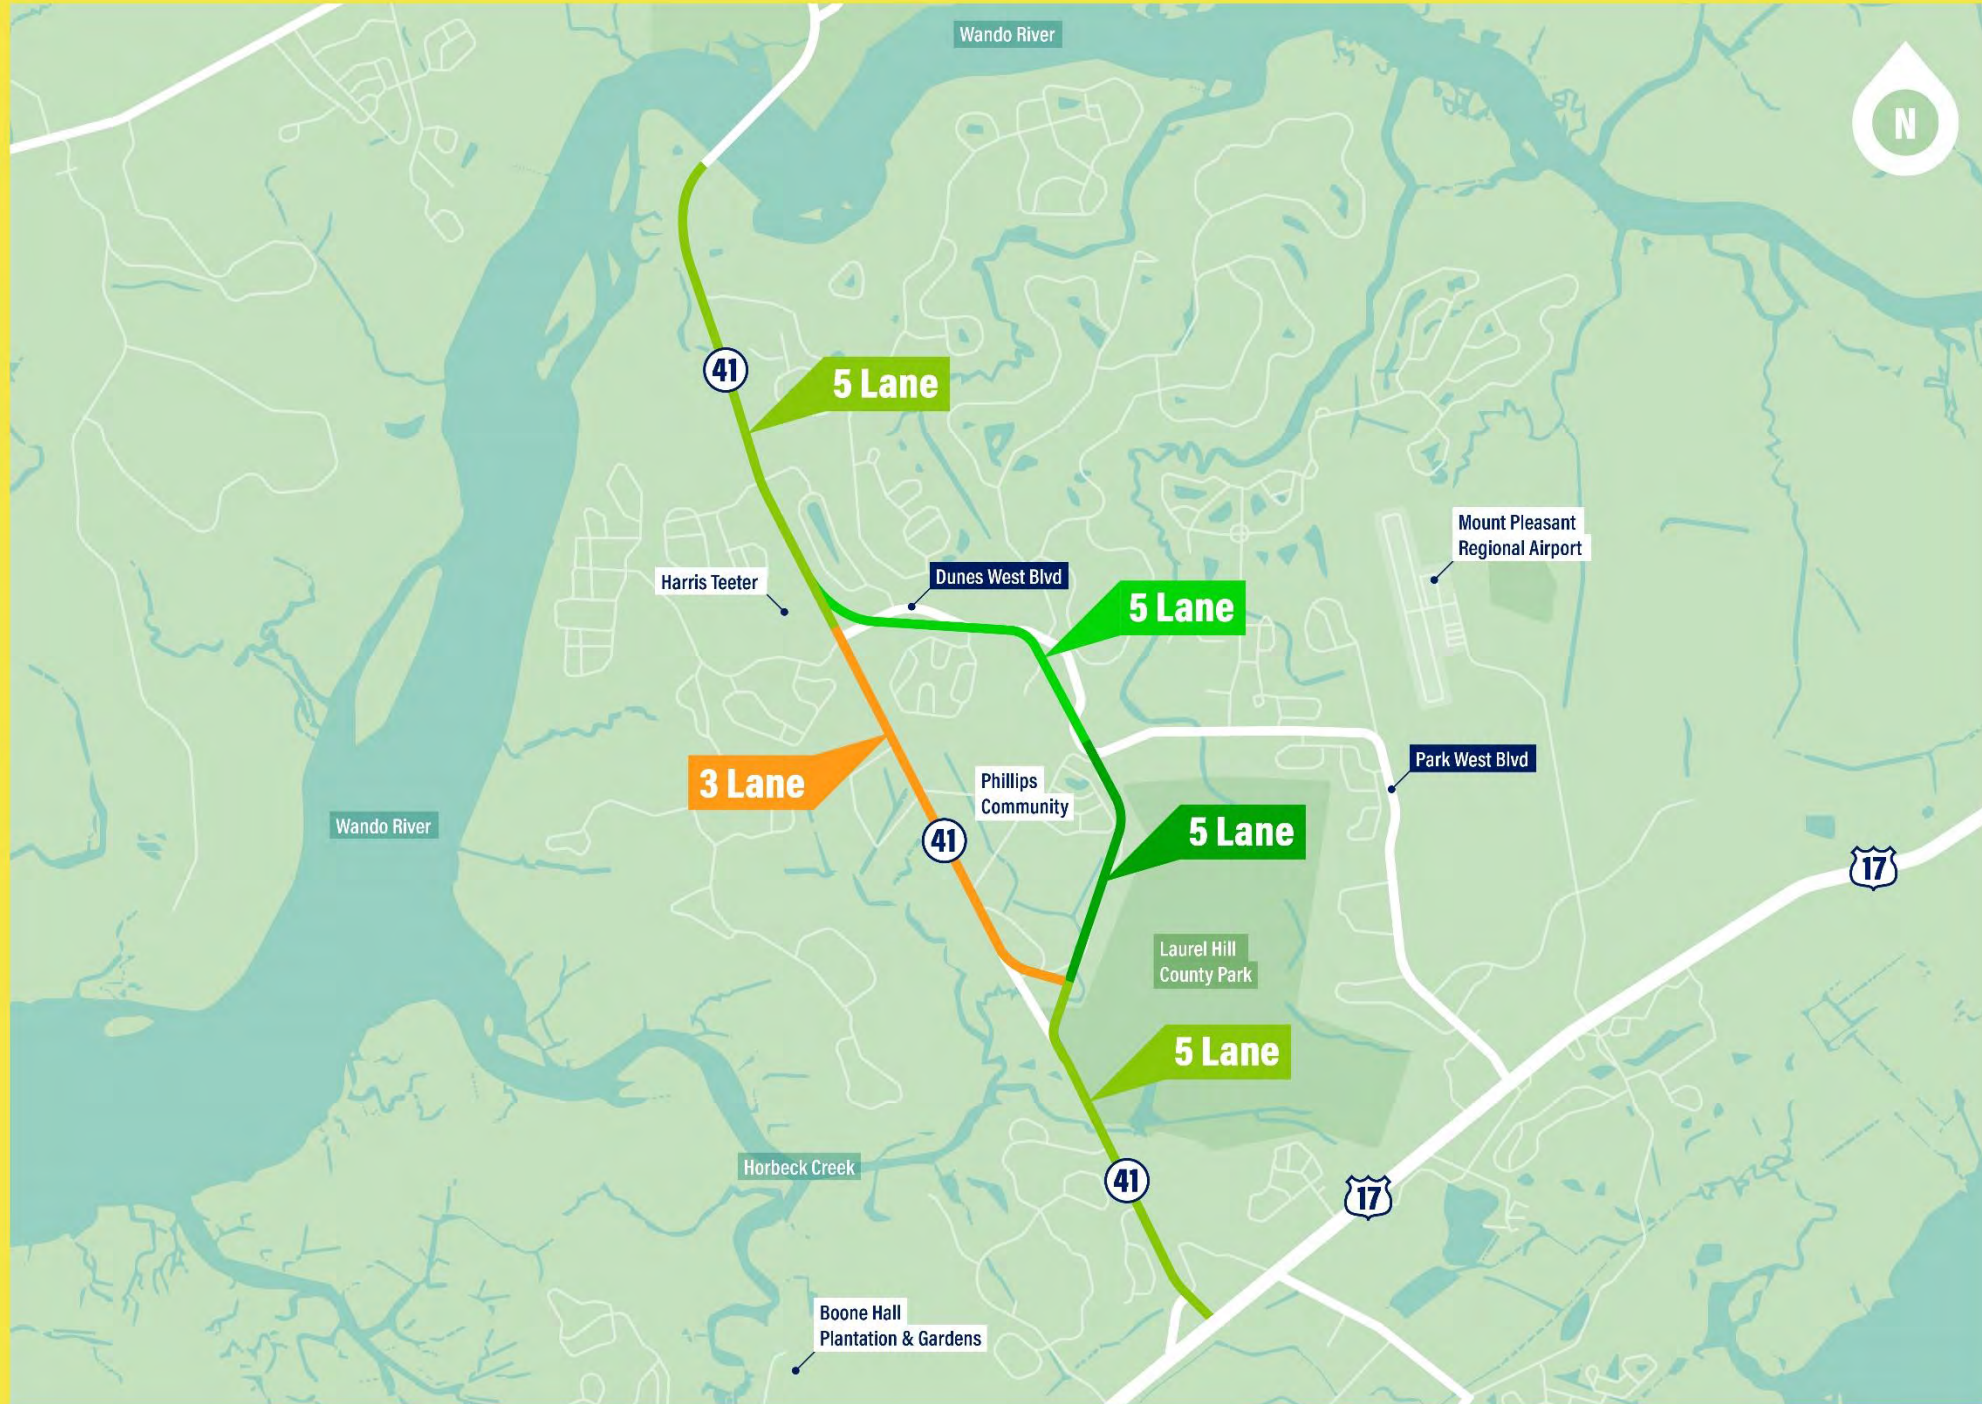 Wando River
N
41
5 Lane
Mount Pleasant
Regional Airport
Harris Teeter
Dunes West Blvd
5 Lane
3 Lane
Phillips
Community
Park West Blvd
Wando River
41
5 Lane
17
Laurel Hill
County Park
5 Lane
Horbeck Creek
41
17
Boone Hall
Plantation & Gardens